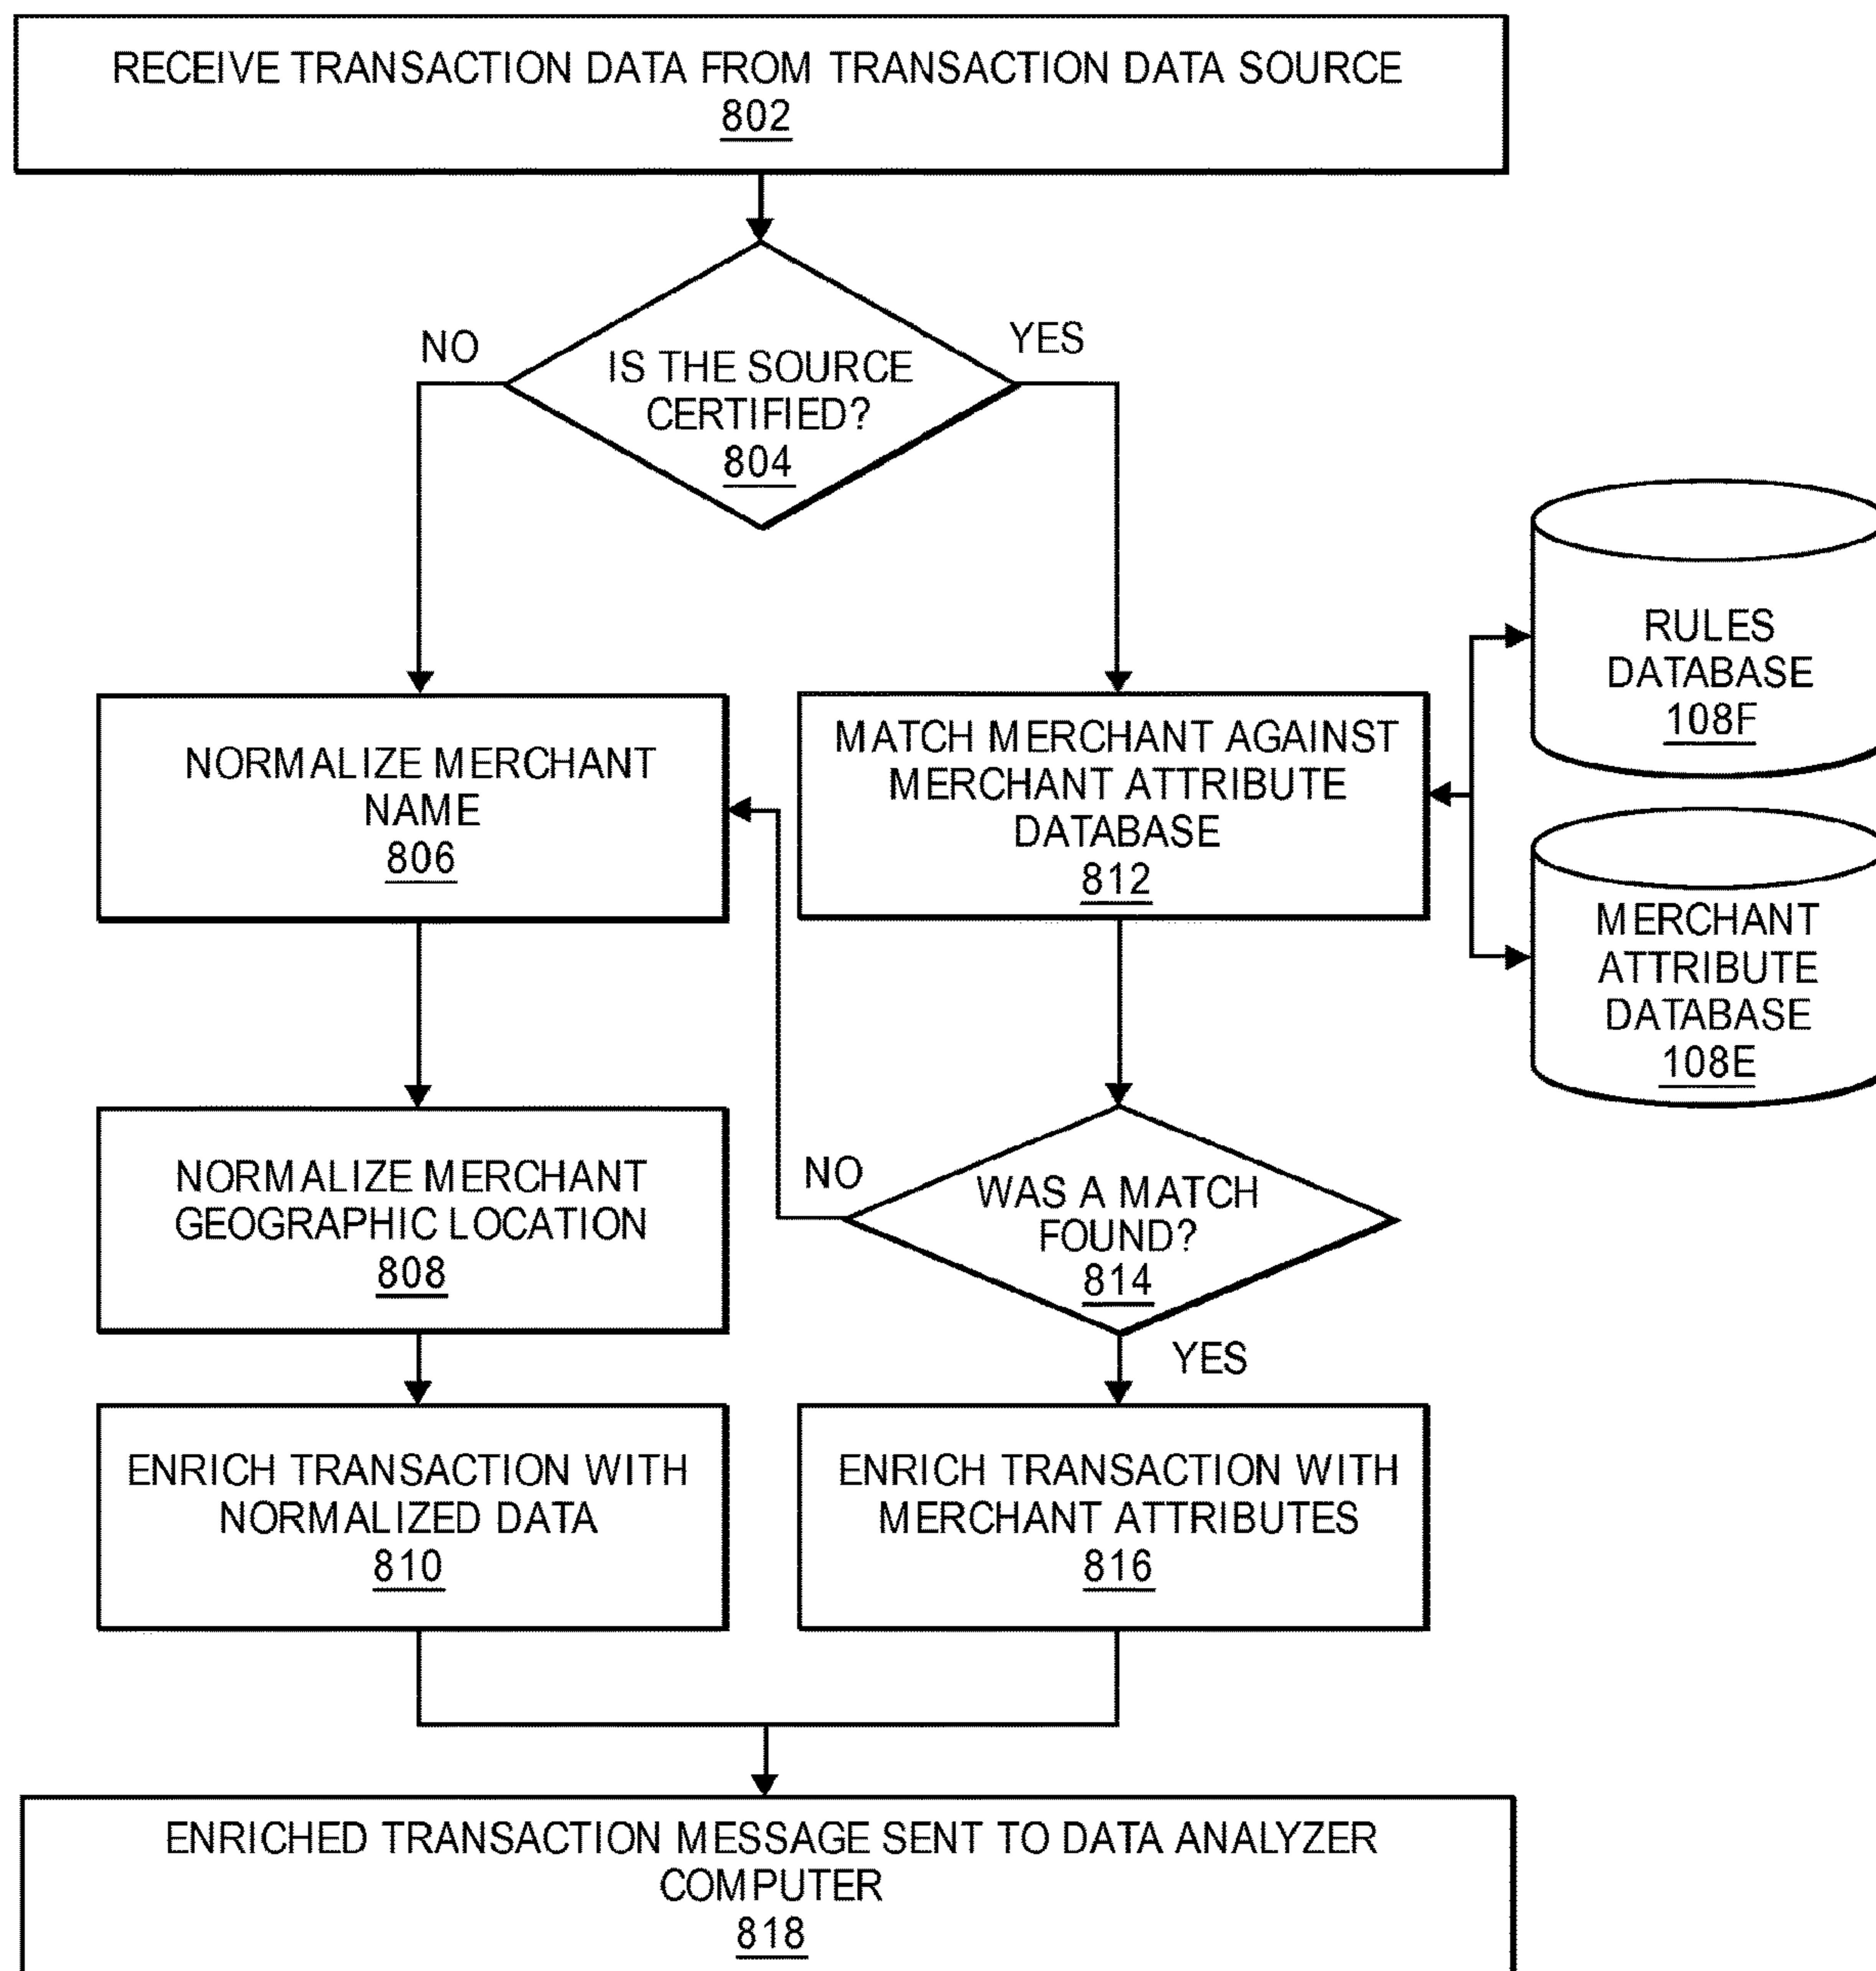 RECEIVE TRANSACTION DATA FROM TRANSACTION DATA SOURCE
802
NO
YES
IS THE SOURCE
CERTIFIED?
804
RULES
DATABASE
108F
NORMALIZE MERCHANT
NAME
806
MATCH MERCHANT AGAINST
MERCHANT ATTRIBUTE
DATABASE
812
MERCHANT
ATTRIBUTE
DATABASE
108E
NORMALIZE MERCHANT
GEOGRAPHIC LOCATION
808
NO
WAS A MATCH
FOUND?
814
YES
ENRICH TRANSACTION WITH
NORMALIZED DATA
810
ENRICH TRANSACTION WITH
MERCHANT ATTRIBUTES
816
ENRICHED TRANSACTION MESSAGE SENT TO DATA ANALYZER
COMPUTER
818